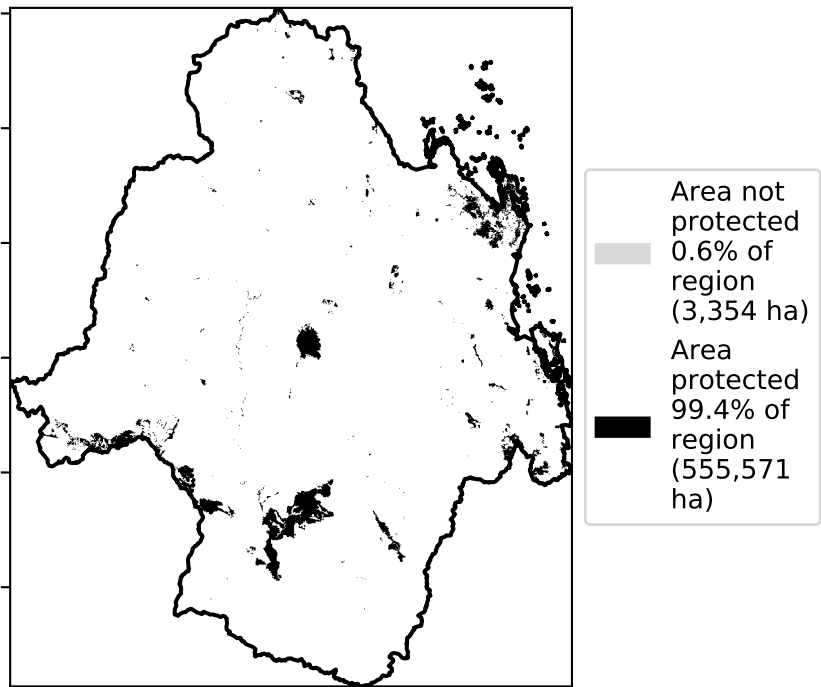 Area not
protected
0.6% of
region
(3,354 ha)
Area
protected
99.4% of
region
(555,571
ha)